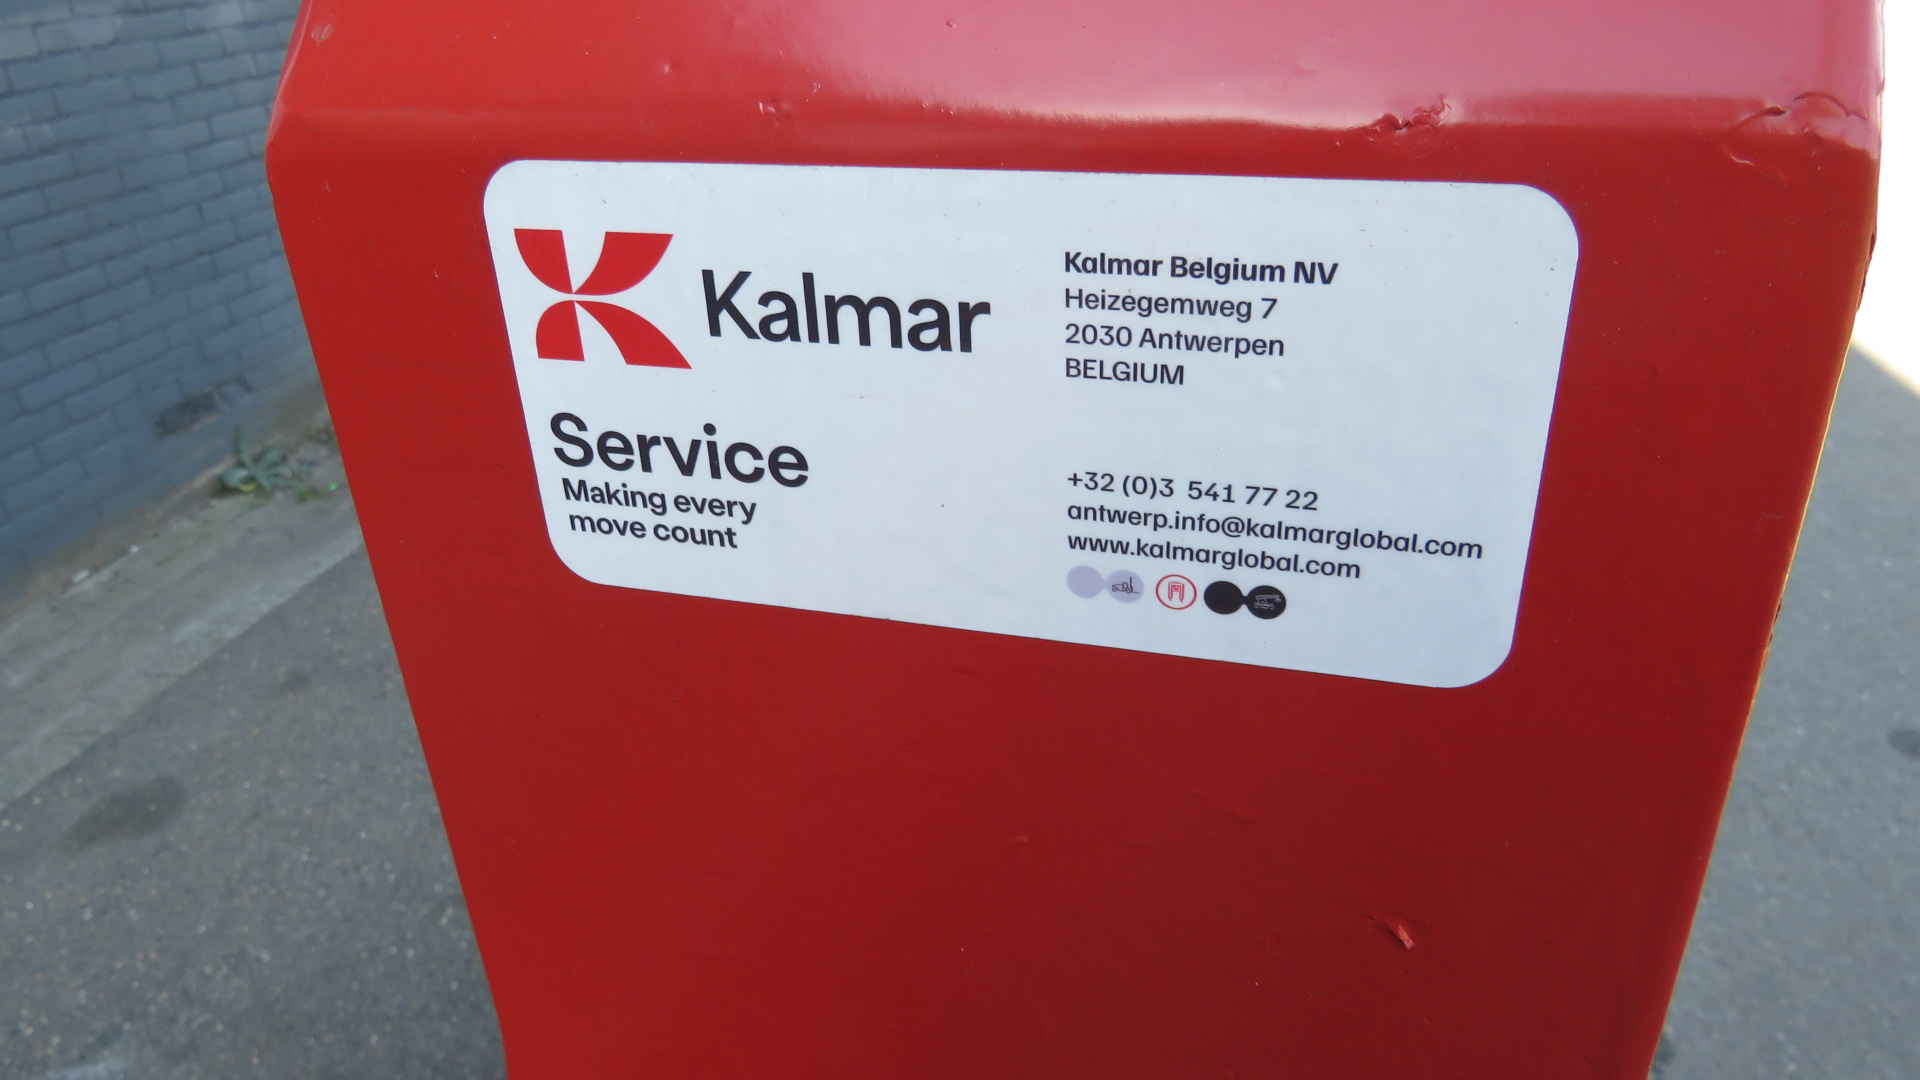 Kalmar
Service
Making every
move count
Kalmar Belgium NV
Heizegemweg 7
2030 Antwerpen
BELGIUM
+32 (0)3 541 77 22
antwerp.info@kalmarglobal.com
www.kalmarglobal.com